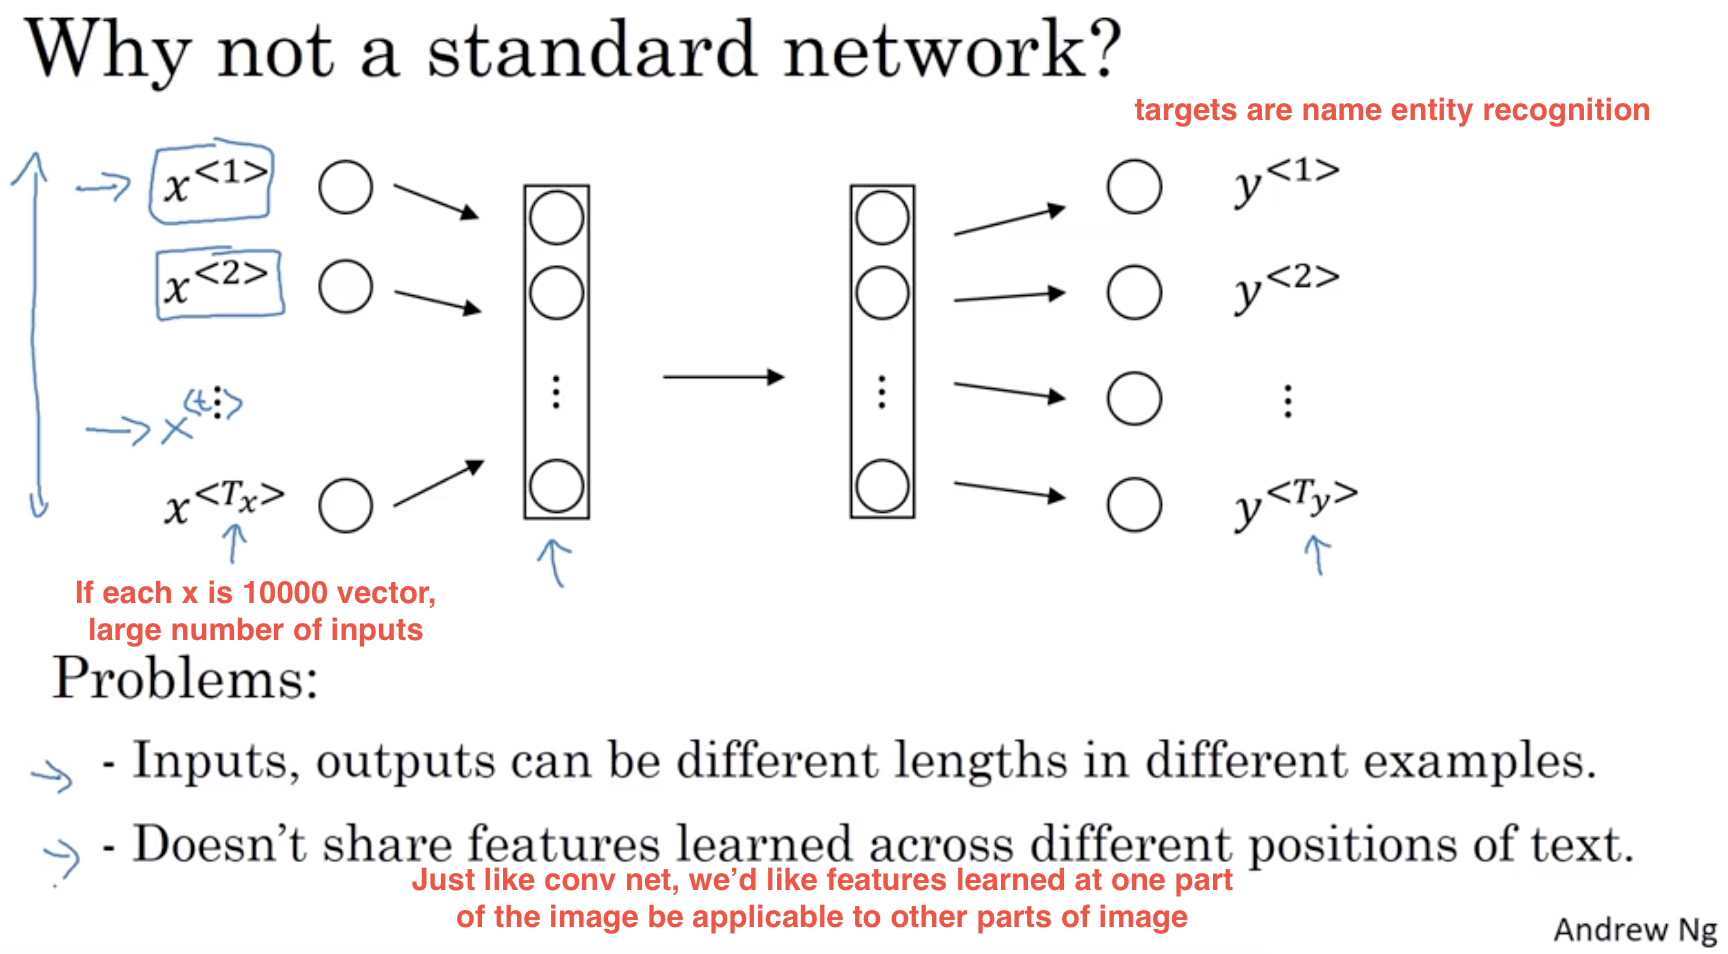 Why not a standard network?
targets are name entity recognition
x<1>
y<1>
x<2>
y<2>
x<t>
⋮
x<Tx>
y<Ty>
If each x is 10000 vector,
large number of inputs
Problems:
- Inputs, outputs can be different lengths in different examples.
- Doesn't share features learned across different positions of text.
Just like conv net, we'd like features learned at one part
of the image be applicable to other parts of image
Andrew Ng